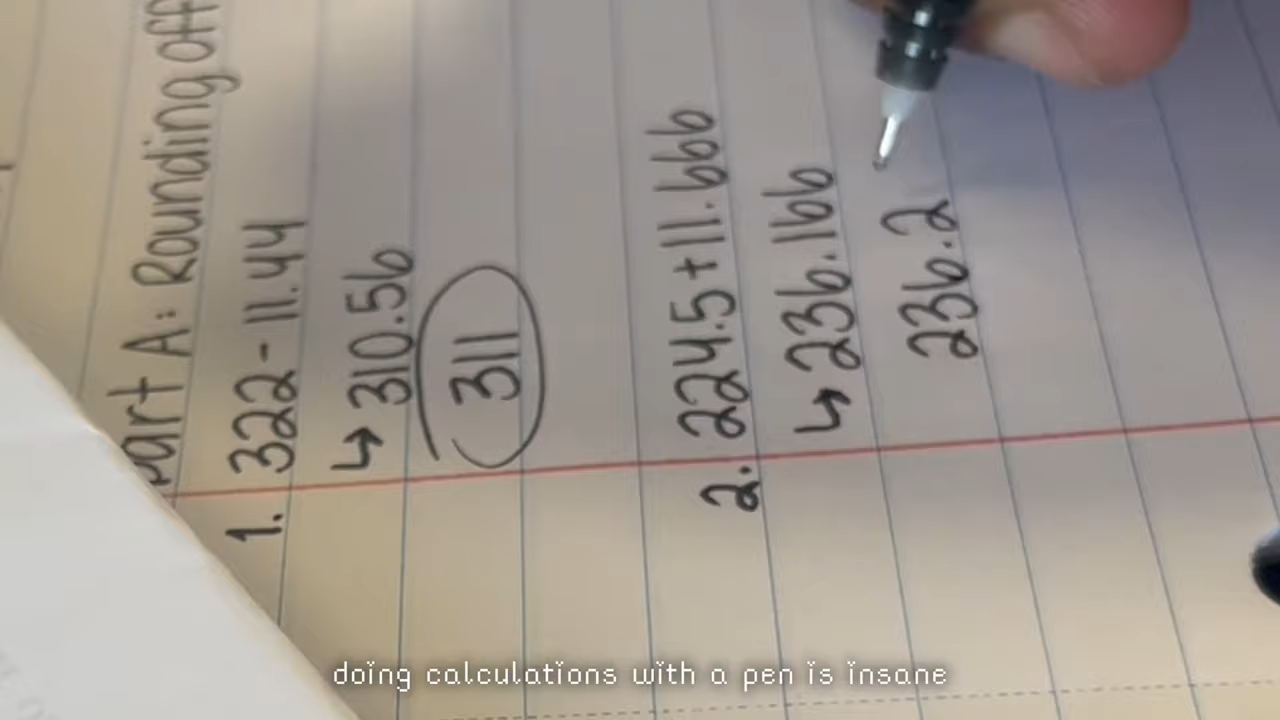 Part A: Rounding off
1. 322 - 11.44
↳ 310.56
311
2. 224.5 + 11.666
↳ 236.166
236.2
doing calculations with a pen is insane